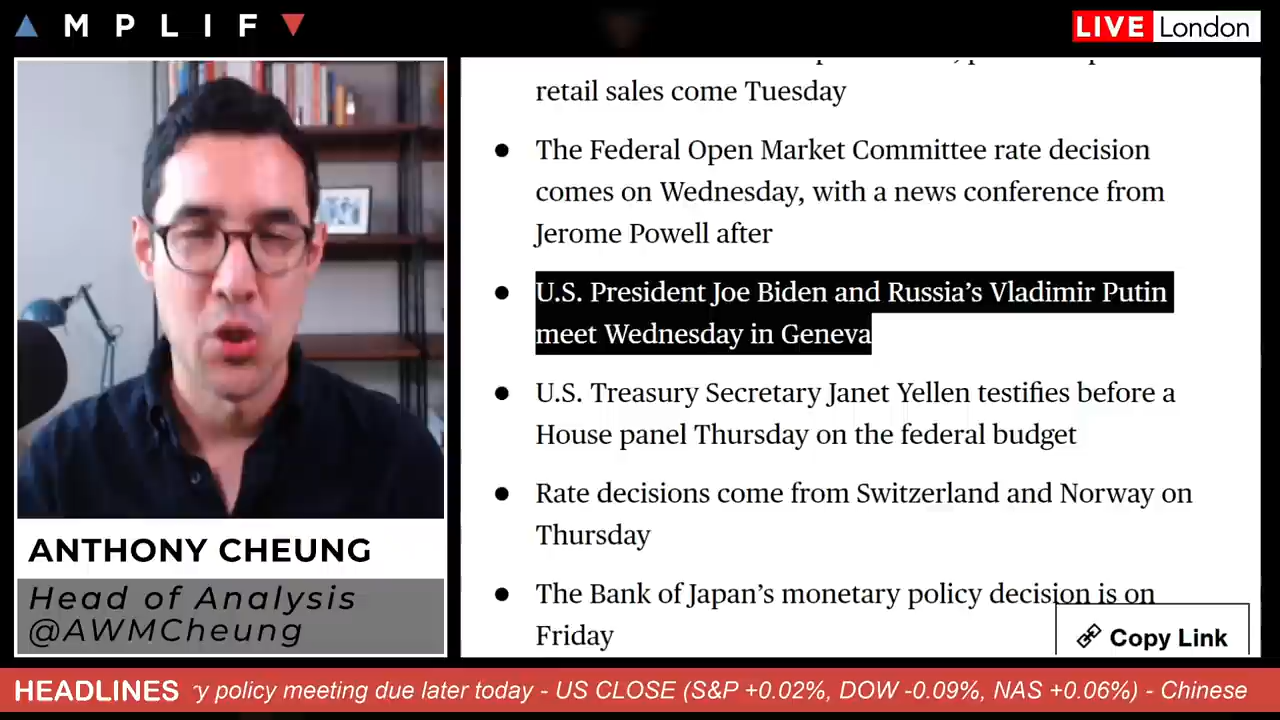 ▲ M P L I F ▼
LIVE London
retail sales come Tuesday
● The Federal Open Market Committee rate decision
comes on Wednesday, with a news conference from
Jerome Powell after
● U.S. President Joe Biden and Russia’s Vladimir Putin
meet Wednesday in Geneva
● U.S. Treasury Secretary Janet Yellen testifies before a
House panel Thursday on the federal budget
● Rate decisions come from Switzerland and Norway on
Thursday
● The Bank of Japan’s monetary policy decision is on
Friday
Copy Link
ANTHONY CHEUNG
Head of Analysis
@AWMCheung
HEADLINES policy meeting due later today - US CLOSE (S&P +0.02%, DOW -0.09%, NAS +0.06%) - Chinese